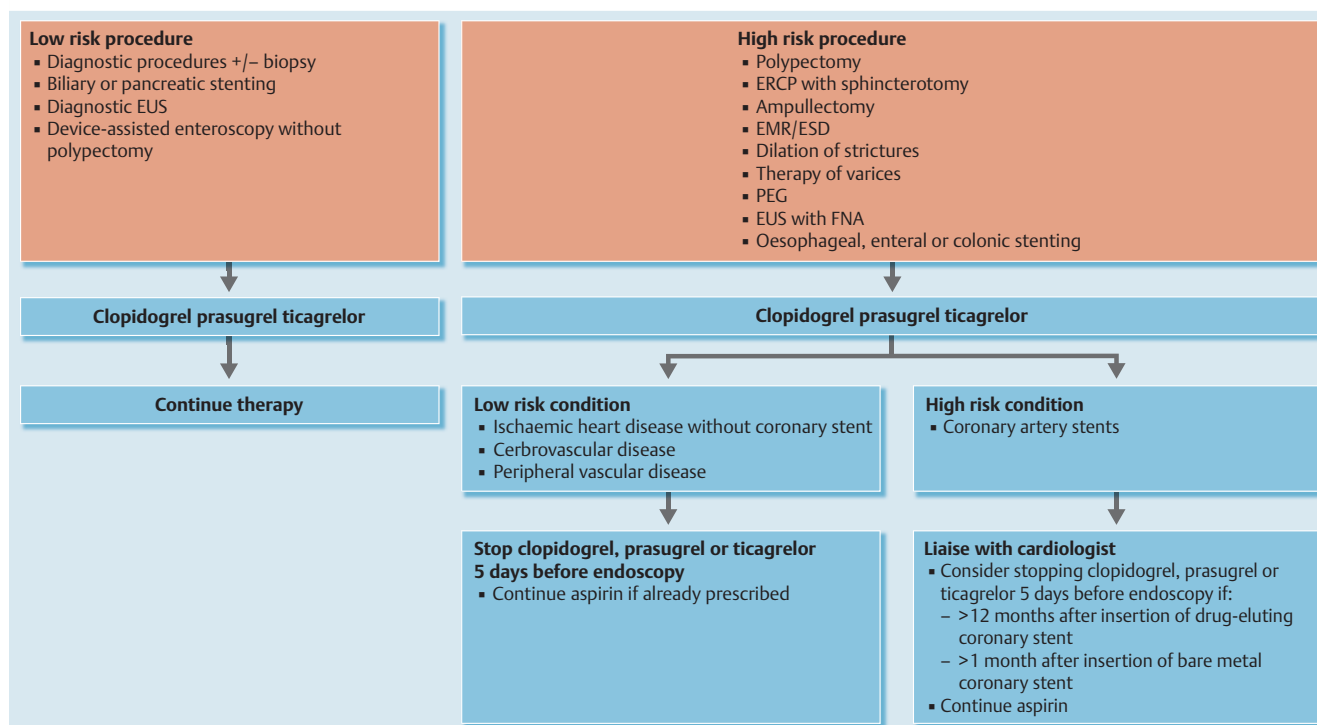 Low risk procedure
▪ Diagnostic procedures +/– biopsy
▪ Biliary or pancreatic stenting
▪ Diagnostic EUS
▪ Device-assisted enteroscopy without
polypectomy
High risk procedure
▪ Polypectomy
▪ ERCP with sphincterotomy
▪ Ampullectomy
▪ EMR/ESD
▪ Dilation of strictures
▪ Therapy of varices
▪ PEG
▪ EUS with FNA
▪ Oesophageal, enteral or colonic stenting
Clopidogrel prasugrel ticagrelor
Clopidogrel prasugrel ticagrelor
Continue therapy
Low risk condition
▪ Ischaemic heart disease without coronary stent
▪ Cerbrovascular disease
▪ Peripheral vascular disease
High risk condition
▪ Coronary artery stents
Stop clopidogrel, prasugrel or ticagrelor
5 days before endoscopy
▪ Continue aspirin if already prescribed
Liaise with cardiologist
▪ Consider stopping clopidogrel, prasugrel or
ticagrelor 5 days before endoscopy if:
– >12 months after insertion of drug-eluting
coronary stent
– >1 month after insertion of bare metal
coronary stent
▪ Continue aspirin